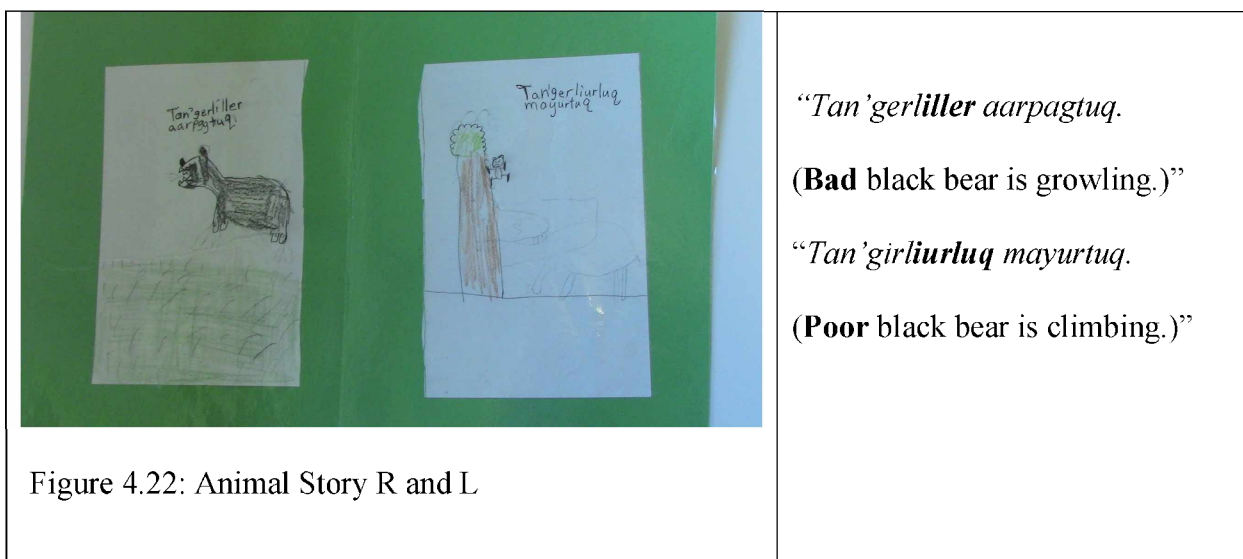 Tan'gerliller
aarpagtuq.
Tan'gerliurluq
mayurtuq
Figure 4.22: Animal Story R and L
“Tan’gerliller aarpagtuq.
(Bad black bear is growling.)”
“Tan’girliurluq mayurtuq.
(Poor black bear is climbing.)”